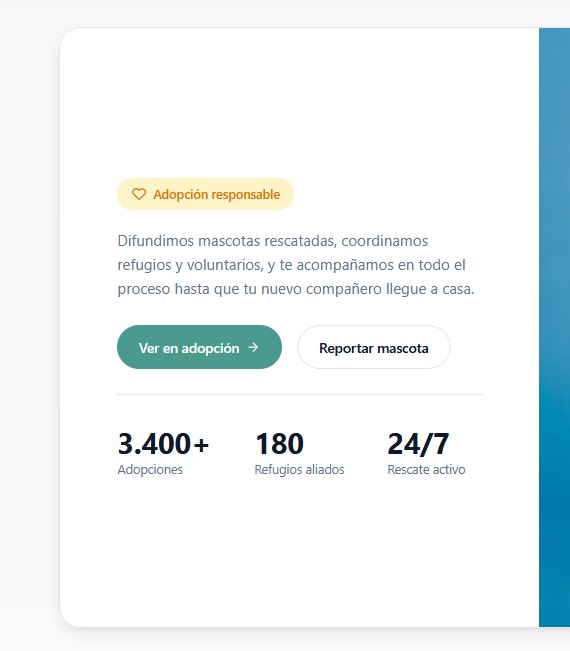 Adopción responsable
Difundimos mascotas rescatadas, coordinamos
refugios y voluntarios, y te acompañamos en todo el
proceso hasta que tu nuevo compañero llegue a casa.
Ver en adopción →
Reportar mascota
3.400+
Adopciones
180
Refugios aliados
24/7
Rescate activo